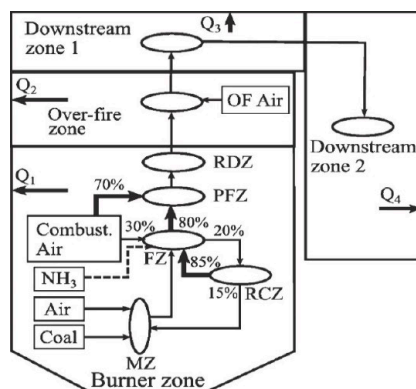 Downstream
zone 1
Q3
Q2
OF Air
Over-fire
zone
Downstream
zone 2
RDZ
Q1
70%
PFZ
Q4
Combust.
Air
30%
80%
20%
FZ
NH3
85%
15%
RCZ
Air
Coal
MZ
Burner zone